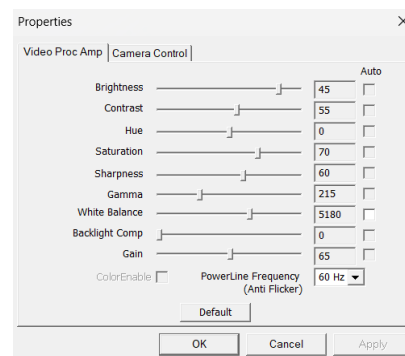 Properties
Video Proc Amp Camera Control
Auto
Brightness 45
Contrast 55
Hue 0
Saturation 70
Sharpness 60
Gamma 215
White Balance 5180
Backlight Comp 0
Gain 65
ColorEnable PowerLine Frequency 60 Hz
(Anti Flicker)
Default
OK Cancel Apply